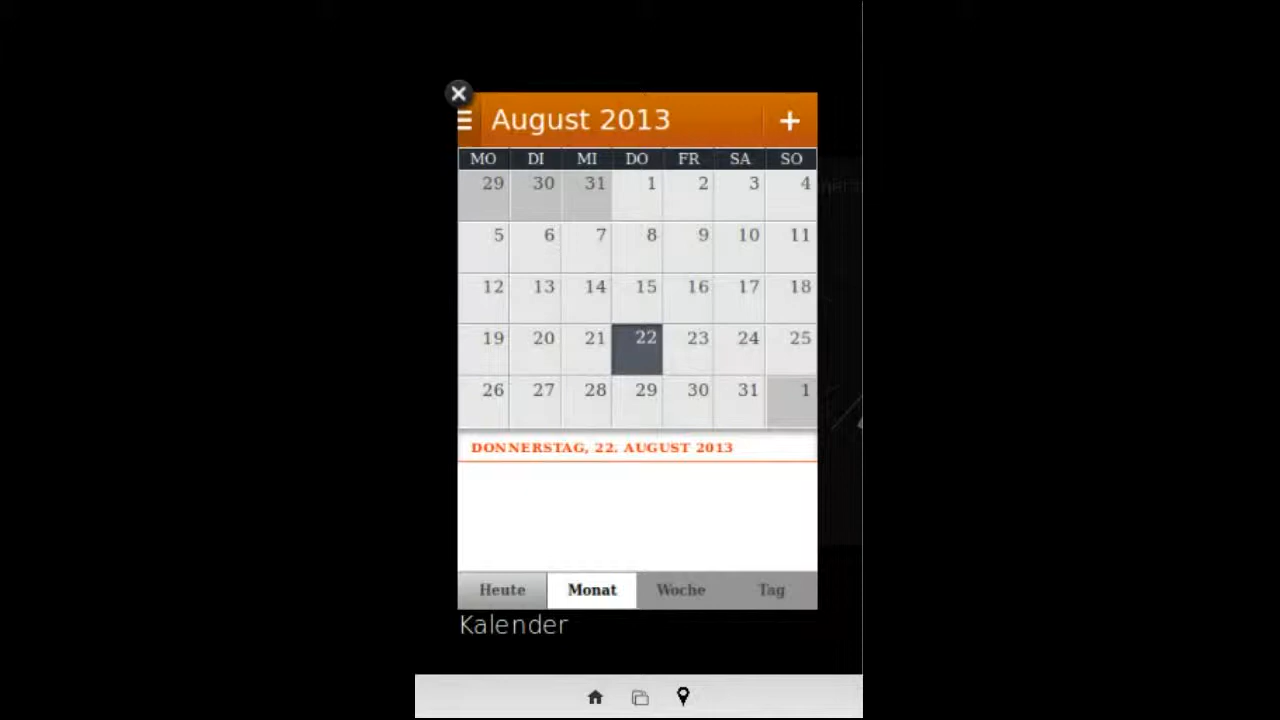 August 2013 +
MO DI MI DO FR SA SO
29 30 31 1 2 3 4
5 6 7 8 9 10 11
12 13 14 15 16 17 18
19 20 21 22 23 24 25
26 27 28 29 30 31 1
DONNERSTAG, 22. AUGUST 2013
Heute Monat Woche Tag
Kalender